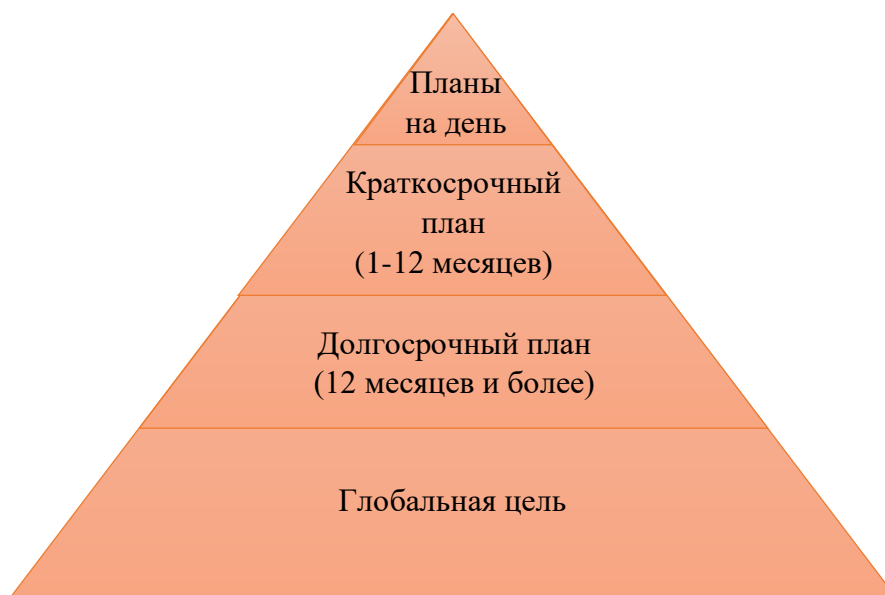 Планы
на день
Краткосрочный
план
(1-12 месяцев)
Долгосрочный план
(12 месяцев и более)
Глобальная цель